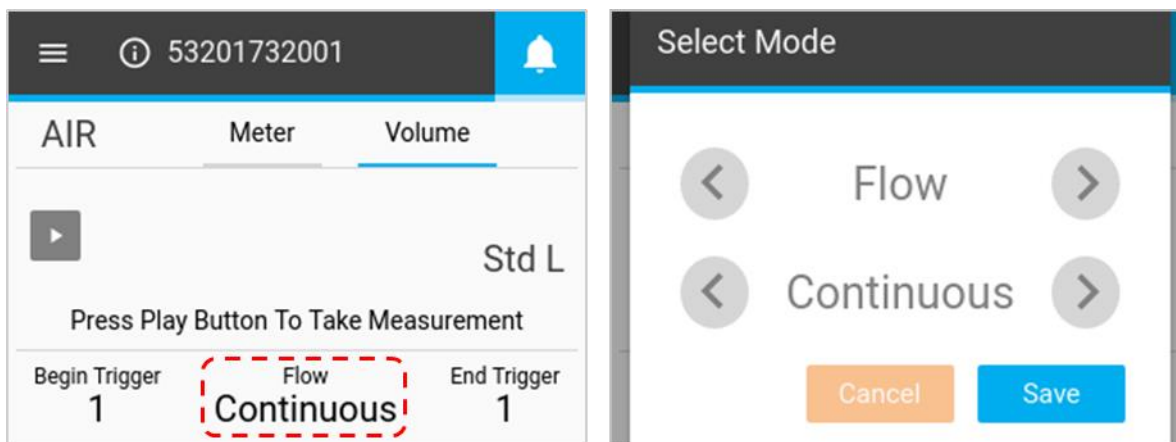 53201732001
AIR Meter Volume
Std L
Press Play Button To Take Measurement
Begin Trigger Flow End Trigger
1 Continuous 1
Select Mode
Flow
Continuous
Cancel Save